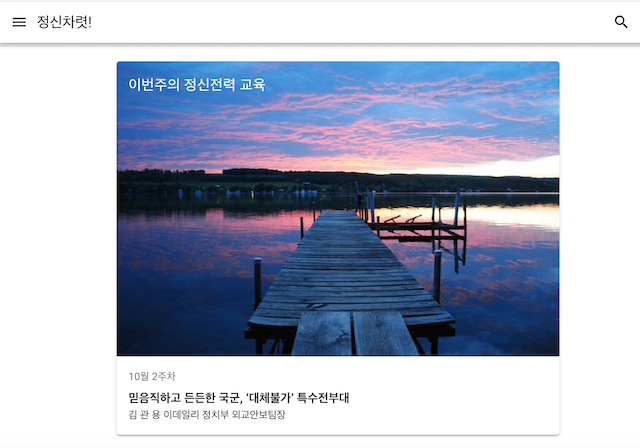 정신차렷!
이번주의 정신전력 교육
10월 2주차
믿음직하고 든든한 국군, ‘대체불가’ 특수전부대
김 관 용 이데일리 정치부 외교안보팀장